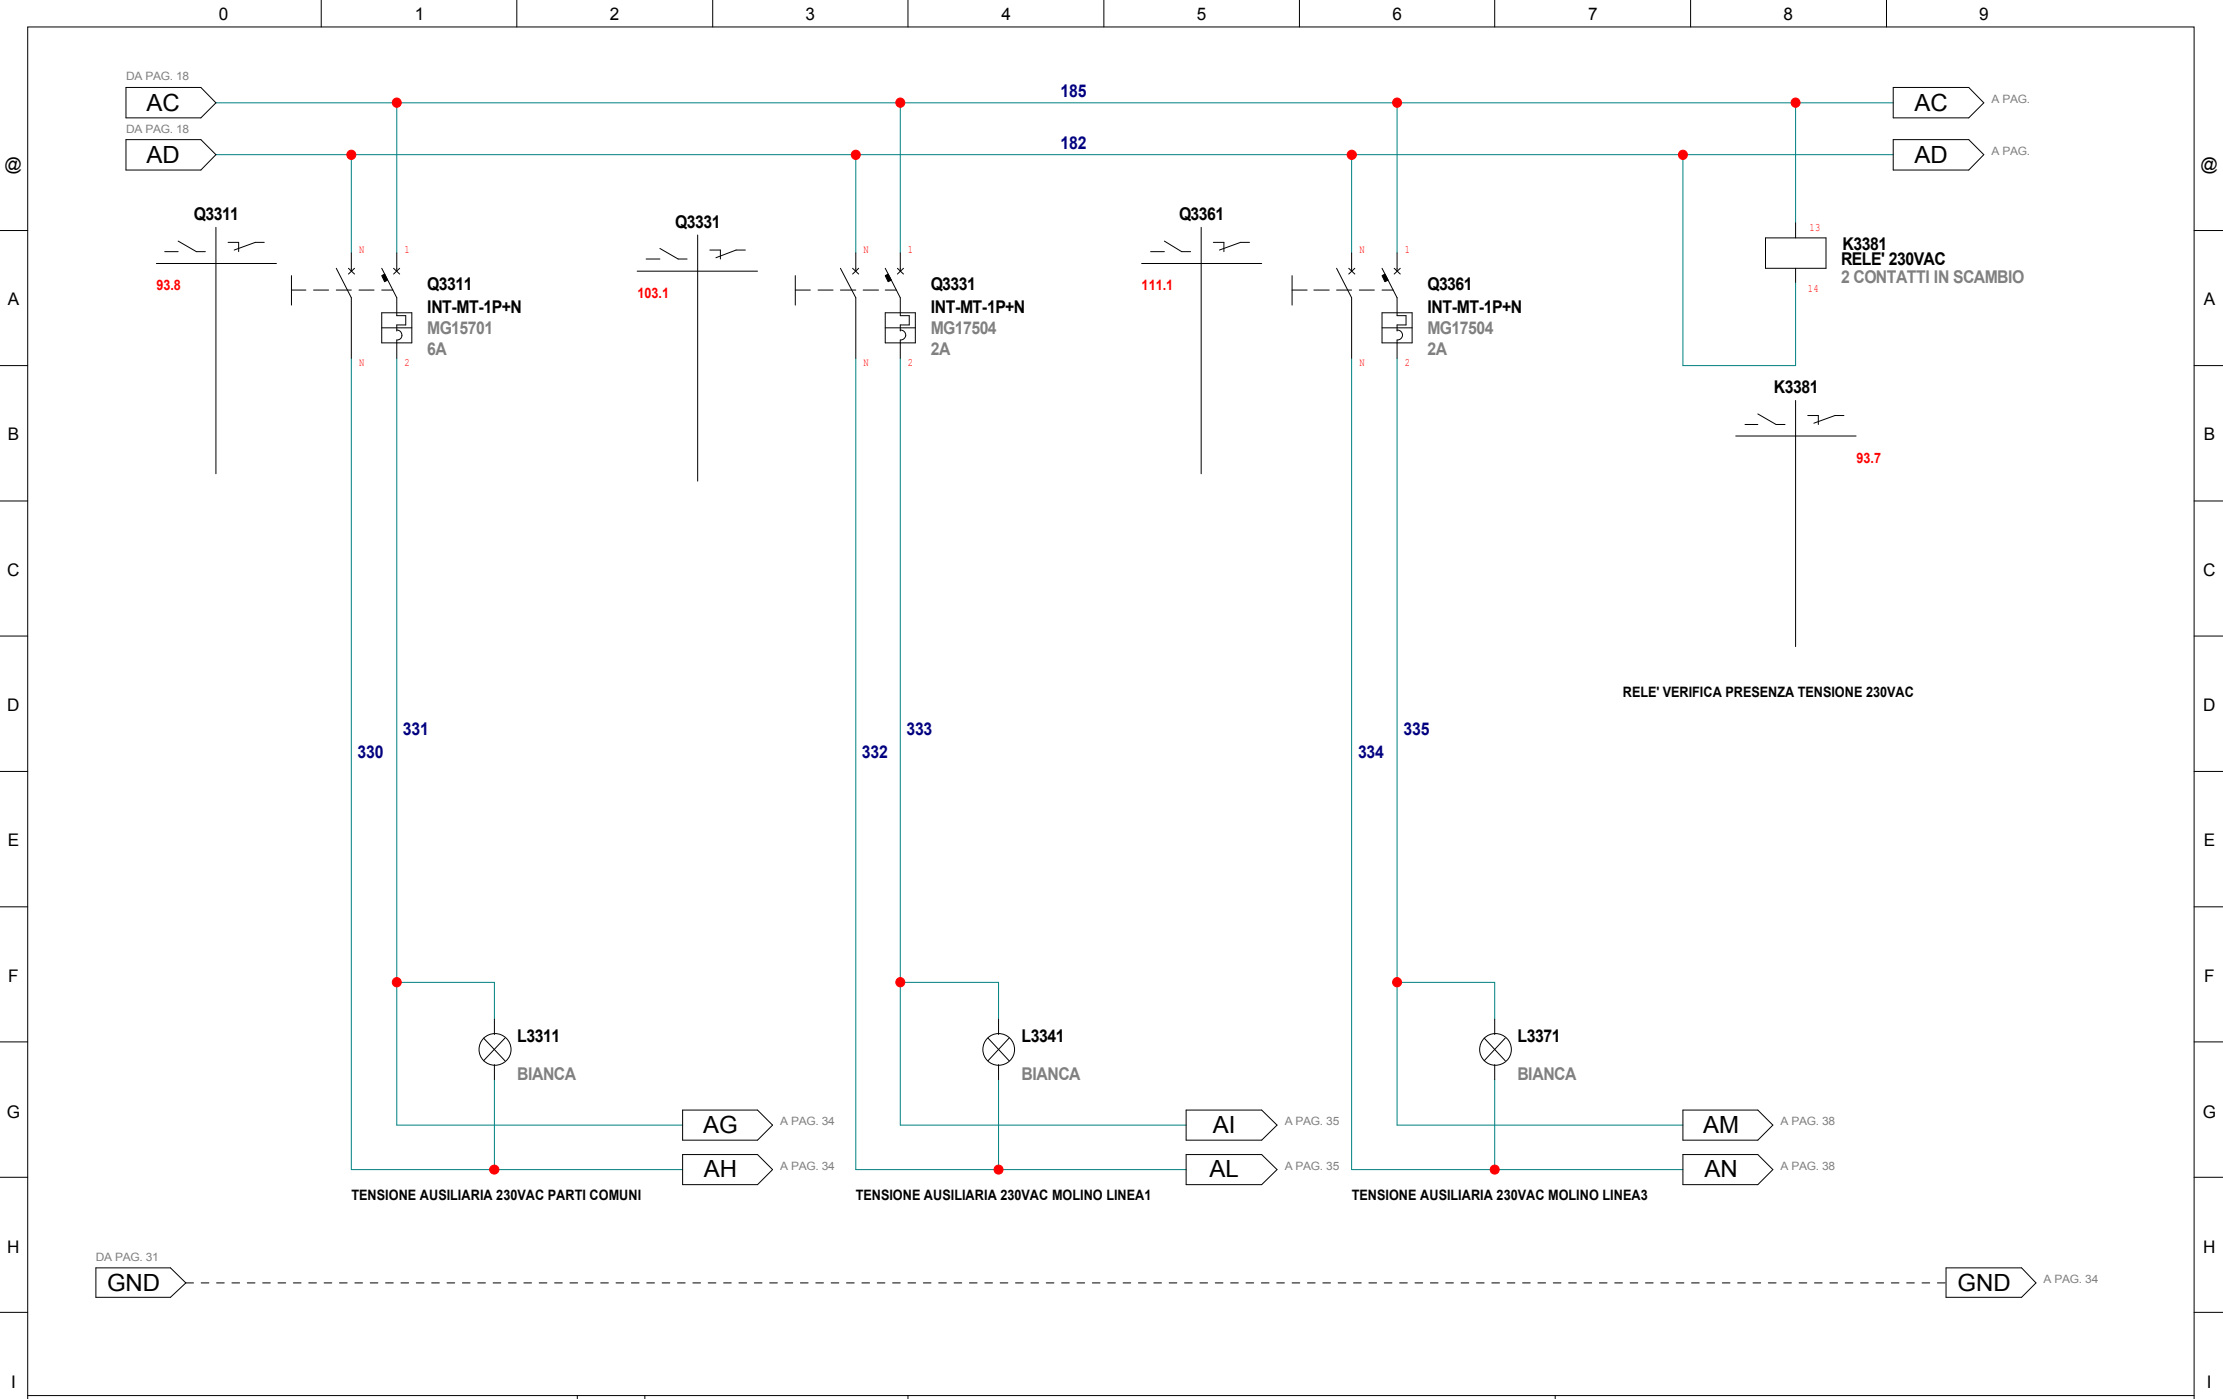 0 1 2 3 4 5 6 7 8 9
DA PAG. 18
AC 185 AC A PAG.
DA PAG. 18
AD 182 AD A PAG.
@ @
Q3311 Q3331 Q3361
N 1 N 1 N 1 13
93.8 103.1 111.1
Q3311
INT-MT-1P+N
MG15701
6A
Q3331
INT-MT-1P+N
MG17504
2A
Q3361
INT-MT-1P+N
MG17504
2A
K3381
RELE' 230VAC
2 CONTATTI IN SCAMBIO
14
A A
N 2 N 2 N 2
K3381
B B
93.7
C C
RELE' VERIFICA PRESENZA TENSIONE 230VAC
D D
331 333 335
330 332 334
E E
F F
L3311
BIANCA
L3341
BIANCA
L3371
BIANCA
G G
AG A PAG. 34 AI A PAG. 35 AM A PAG. 38
AH A PAG. 34 AL A PAG. 35 AN A PAG. 38
TENSIONE AUSILIARIA 230VAC PARTI COMUNI
TENSIONE AUSILIARIA 230VAC MOLINO LINEA1
TENSIONE AUSILIARIA 230VAC MOLINO LINEA3
H H
DA PAG. 31
GND GND A PAG. 34
I I